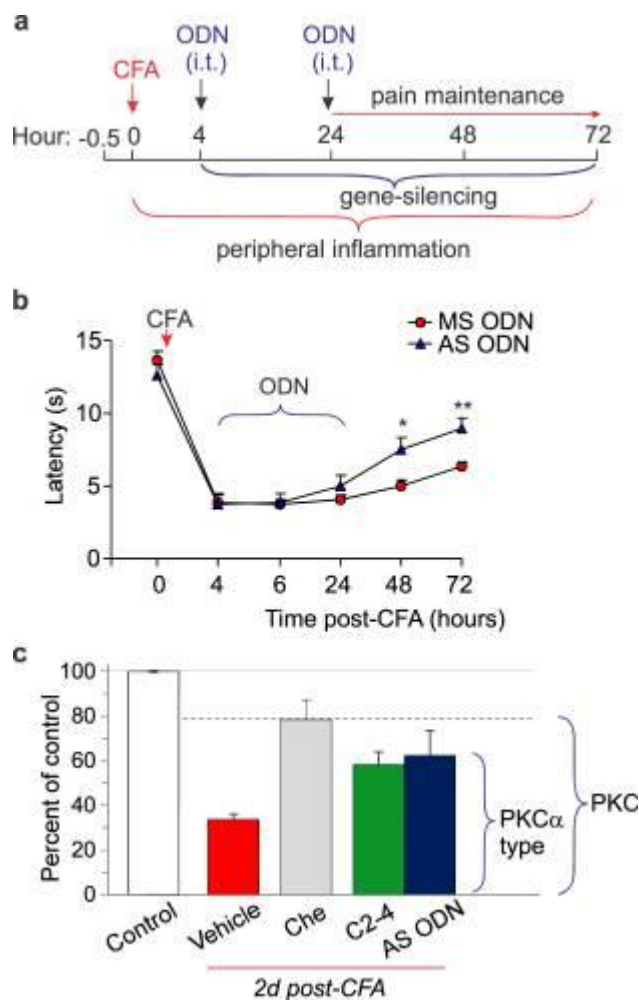 a
ODN ODN
CFA (i.t.) (i.t.)
pain maintenance
Hour: -0.5 0 4 24 48 72
gene-silencing
peripheral inflammation
b
CFA
MS ODN
AS ODN
15
10
5
0
Latency (s)
ODN
*
**
0 4 6 24 48 72
Time post-CFA (hours)
c
100
80
60
40
20
0
Percent of control
PKCα
type
PKC
Control Vehicle Che C2-4 AS ODN
2d post-CFA